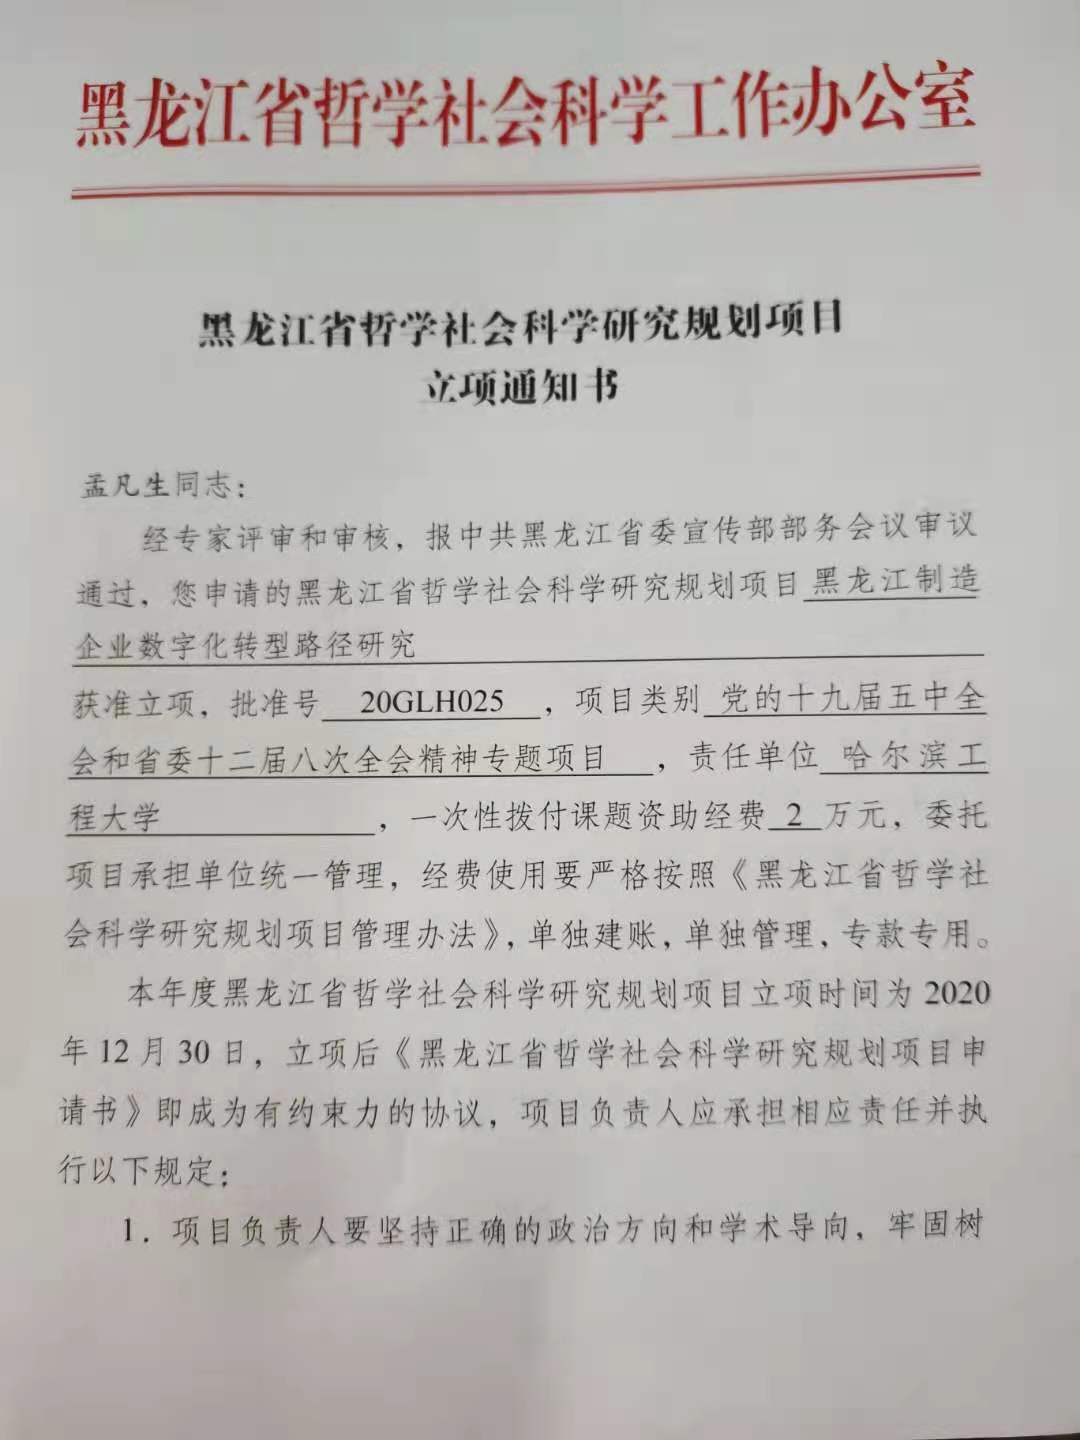 黑龙江省哲学社会科学工作办公室
黑龙江省哲学社会科学研究规划项目
立项通知书
孟凡生同志：
经专家评审和审核，报中共黑龙江省委宣传部部务会议审议
通过，您申请的黑龙江省哲学社会科学研究规划项目黑龙江制造
企业数字化转型路径研究
获准立项，批准号 20GLH025 ，项目类别 党的十九届五中全
会和省委十二届八次全会精神专题项目 ，责任单位 哈尔滨工
程大学 ，一次性拨付课题资助经费 2 万元，委托
项目承担单位统一管理，经费使用要严格按照《黑龙江省哲学社
会科学研究规划项目管理办法》，单独建账，单独管理，专款专用。
本年度黑龙江省哲学社会科学研究规划项目立项时间为 2020
年 12 月 30 日，立项后《黑龙江省哲学社会科学研究规划项目申
请书》即成为有约束力的协议，项目负责人应承担相应责任并执
行以下规定：
1．项目负责人要坚持正确的政治方向和学术导向，牢固树